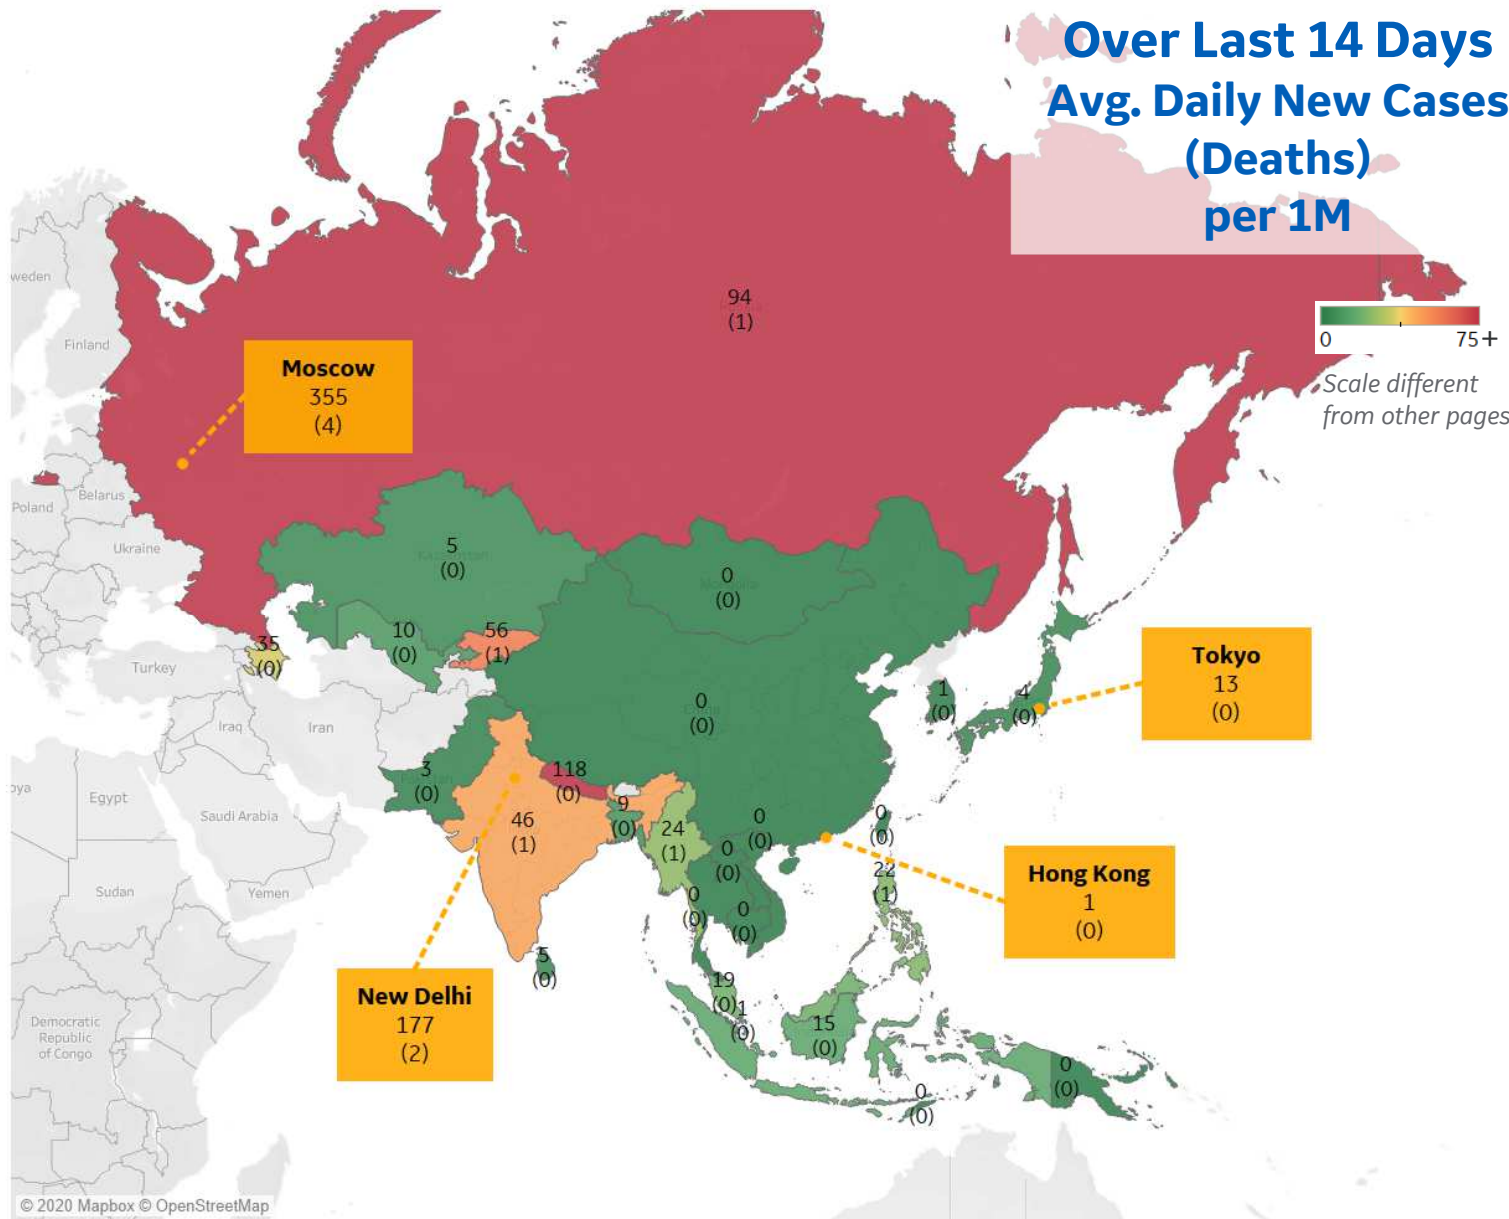 Over Last 14 Days
Avg. Daily New Cases
(Deaths)
per 1M
0
75+
Scale different
from other pages
94
(1)
Moscow
355
(4)
weden
Finland
Poland
Belarus
Ukraine
Turkey
Iraq
Iran
Egypt
Saudi Arabia
Sudan
Yemen
Democratic
Republic
of Congo
oya
5
(0)
0
(0)
35
(0)
10
(0)
56
(1)
0
(0)
1
(0)
4
(0)
Tokyo
13
(0)
3
(0)
118
(0)
46
(1)
9
(0)
24
(1)
0
(0)
0
(0)
0
(0)
22
(1)
0
(0)
0
(0)
Hong Kong
1
(0)
5
(0)
New Delhi
177
(2)
19
(0)
1
(0)
15
(0)
0
(0)
0
(0)
© 2020 Mapbox © OpenStreetMap